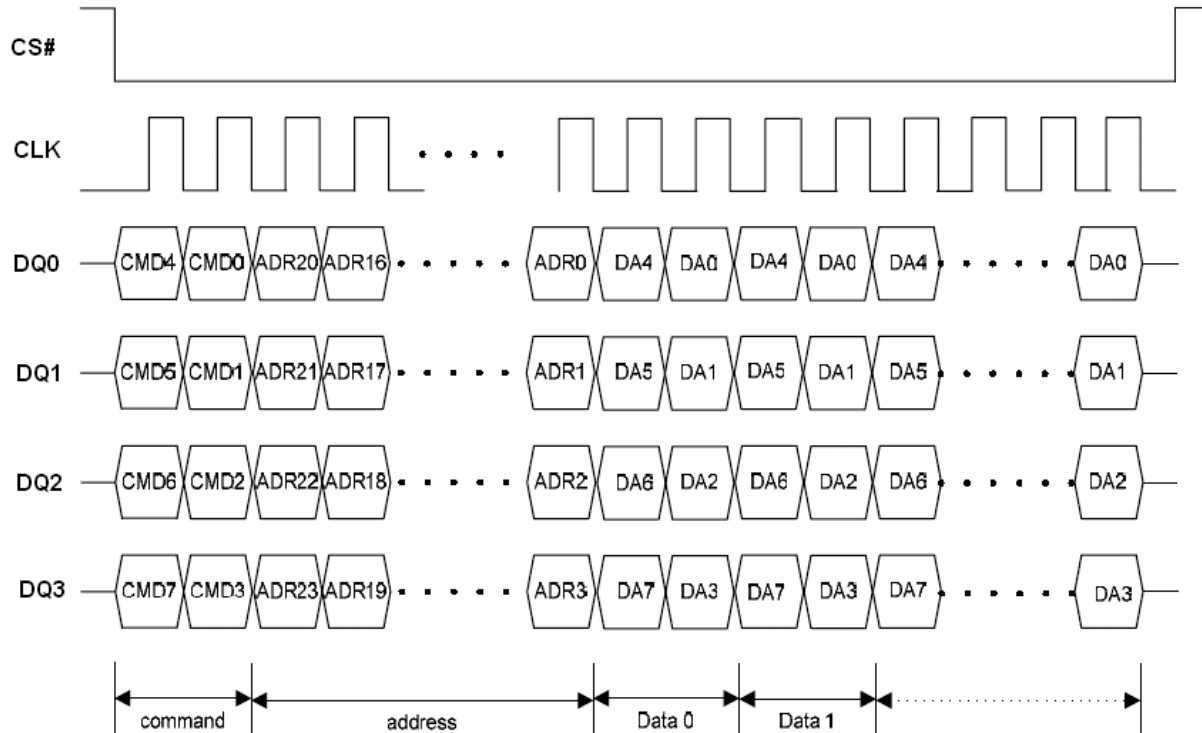 CS#
CLK
DQ0 CMD4 CMD0 ADR20 ADR16 ADR0 DA4 DA0 DA4 DA0 DA4 DA0
DQ1 CMD5 CMD1 ADR21 ADR17 ADR1 DA5 DA1 DA5 DA1 DA5 DA1
DQ2 CMD6 CMD2 ADR22 ADR18 ADR2 DA6 DA2 DA6 DA2 DA6 DA2
DQ3 CMD7 CMD3 ADR23 ADR19 ADR3 DA7 DA3 DA7 DA3 DA7 DA3
command address Data 0 Data 1